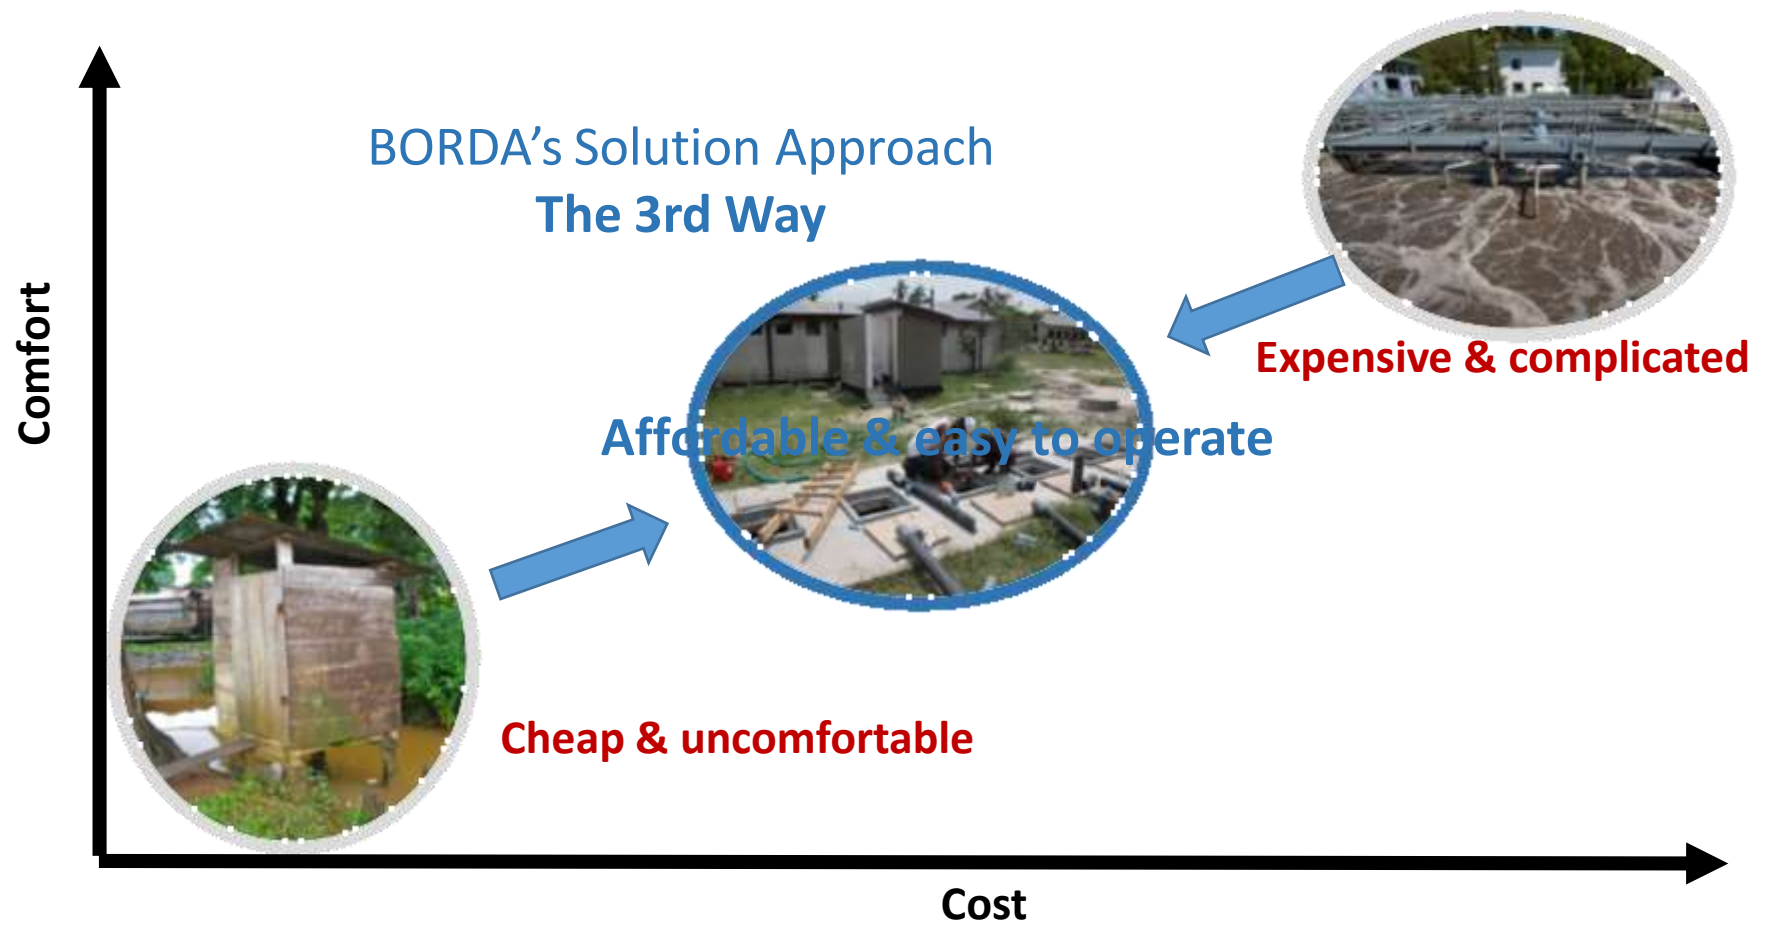 BORDA’s Solution Approach
The 3rd Way
Comfort
Expensive & complicated
Affordable & easy to operate
Cheap & uncomfortable
Cost